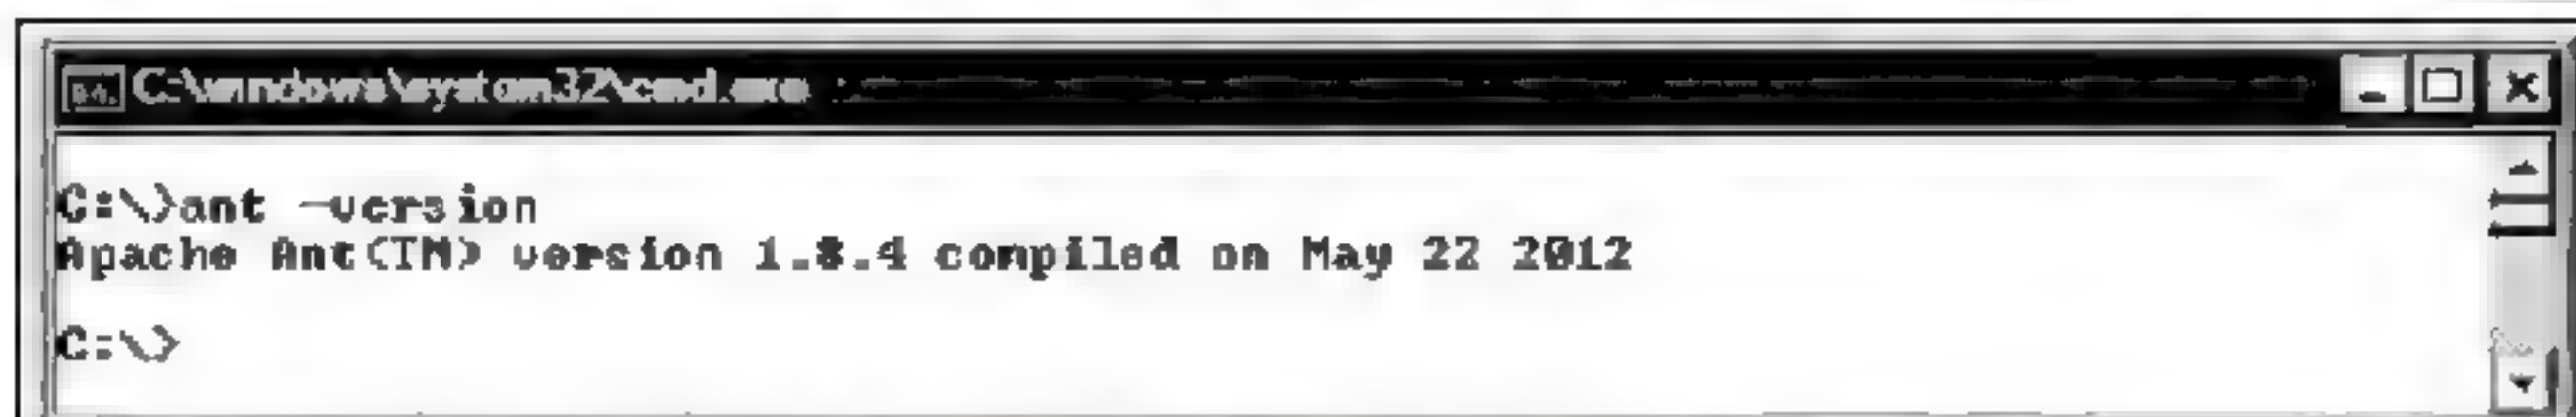 C:\windows\system32\cmd.exe
C:\>ant -version
Apache Ant(TM) version 1.8.4 compiled on May 22 2012
C:\>